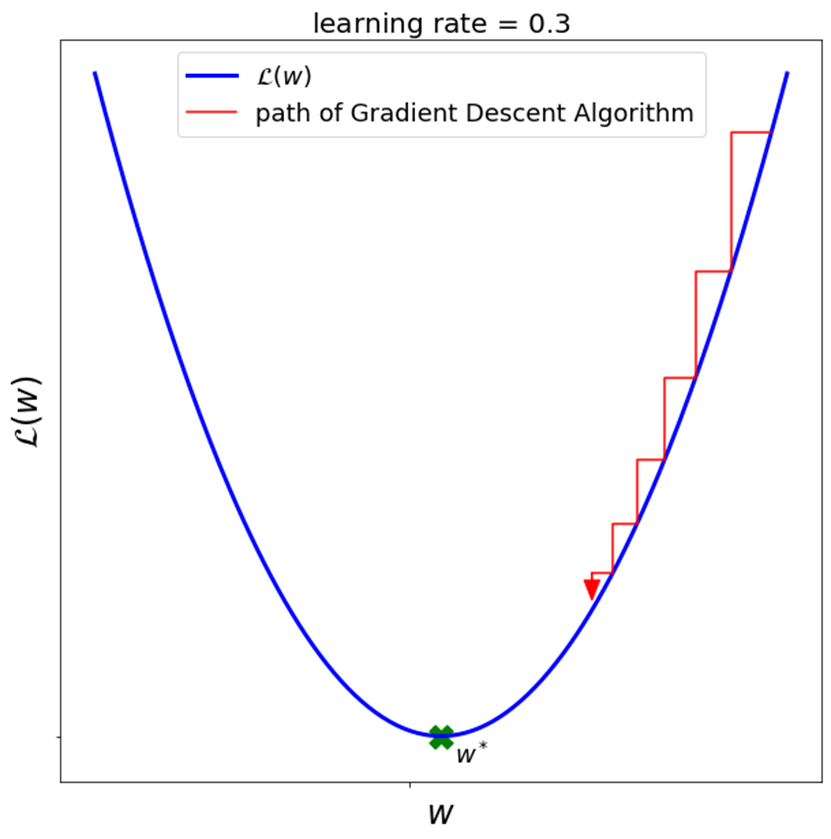 learning rate = 0.3
ℒ(w)
path of Gradient Descent Algorithm
ℒ(w)
w*
w